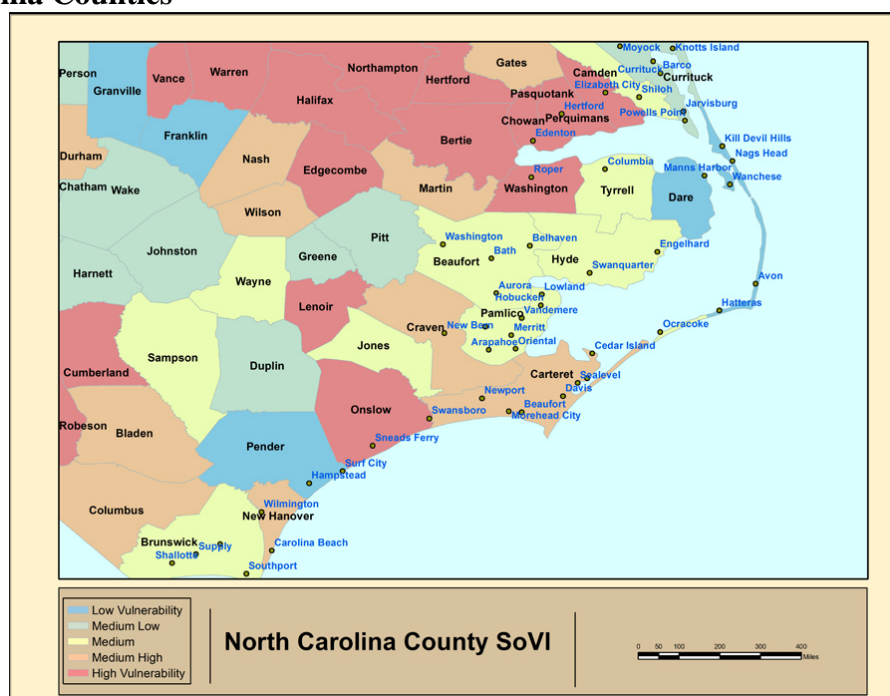 Moyock
Knotts Island
Gates
Person
Northampton
Camden
Currituck
Barco
Vance
Warren
Hertford
Currituck
Granville
Elizabeth City
Shiloh
Pasquotank
Halifax
Hertford
Jarvisburg
Powells Point
Chowan
Perquimans
Franklin
Edenton
Kill Devil Hills
Bertie
Durham
Nash
Nags Head
Edgecombe
Roper
Columbia
Manns Harbor
Wanchese
Chatham
Wake
Martin
Washington
Tyrrell
Dare
Wilson
Pitt
Washington
Belhaven
Engelhard
Johnston
Greene
Bath
Beaufort
Hyde
Swanquarter
Harnett
Wayne
Avon
Aurora
Lowland
Hobucken
Lenoir
Pamlico
Vandemere
Hatteras
Craven
New Bern
Merritt
Ocracoke
Arapahoe
Oriental
Jones
Cedar Island
Sampson
Duplin
Cumberland
Carteret
Sealevel
Newport
Davis
Onslow
Swansboro
Beaufort
Morehead City
Robeson
Bladen
Pender
Sneads Ferry
Surf City
Hampstead
Columbus
Wilmington
New Hanover
Brunswick
Supply
Carolina Beach
Shallotte
Southport
Low Vulnerability
Medium Low
Medium
Medium High
High Vulnerability
North Carolina County SoVI
0 50 100 200 300 400
Miles